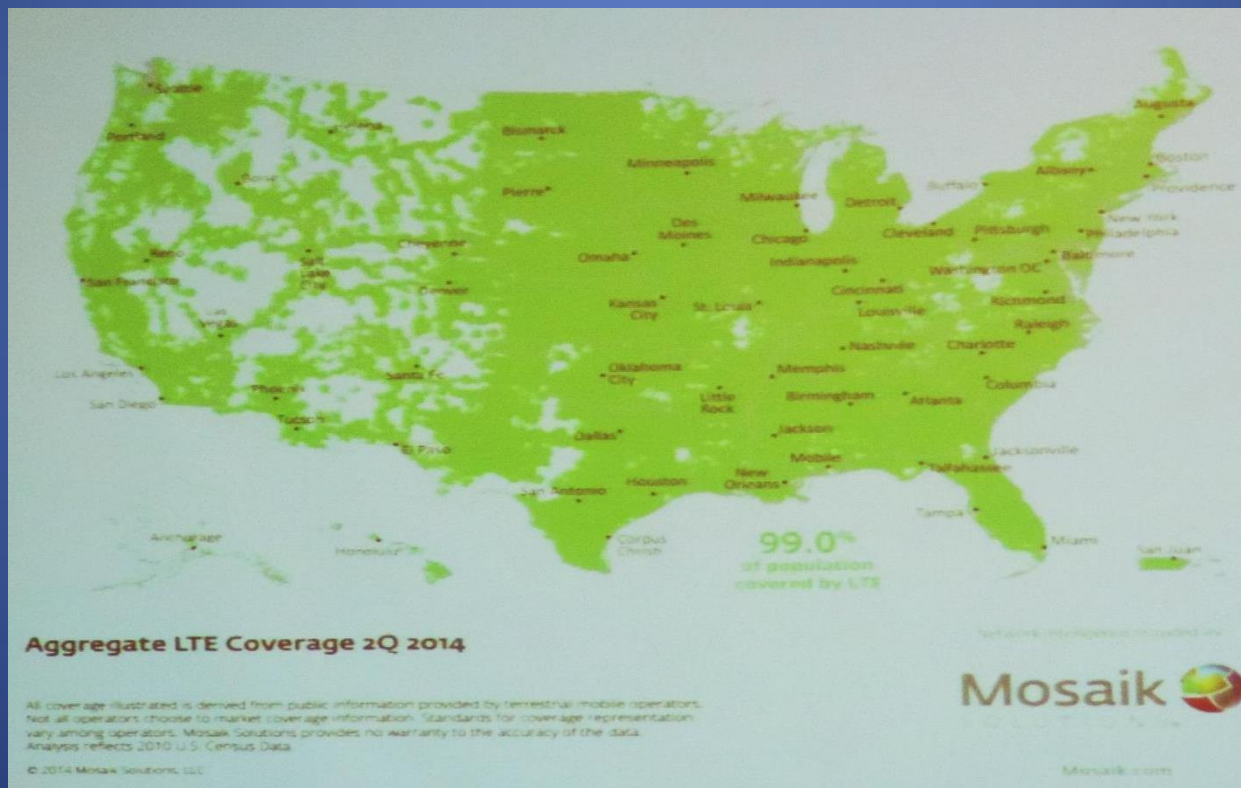 Seattle
Portland
Helena
Boise
Reno
San Francisco
Salt
Lake
City
Las
Vegas
Los Angeles
San Diego
Phoenix
Tucson
Cheyenne
Denver
Santa Fe
El Paso
Bismarck
Pierre
Minneapolis
Des
Moines
Omaha
Kansas
City
St. Louis
Oklahoma
City
Little
Rock
Dallas
San Antonio
Houston
Corpus
Christi
New
Orleans
Milwaukee
Chicago
Detroit
Indianapolis
Cincinnati
Louisville
Nashville
Memphis
Birmingham
Jackson
Mobile
Atlanta
Augusta
Boston
Albany
Buffalo
Providence
New York
Philadelphia
Cleveland
Pittsburgh
Baltimore
Washington DC
Richmond
Raleigh
Charlotte
Columbia
Jacksonville
Tallahassee
Tampa
Miami
Anchorage
Honolulu
San Juan
99.0%
of population
covered by LTE
Aggregate LTE Coverage 2Q 2014
All coverage illustrated is derived from public information provided by terrestrial mobile operators.
Not all operators choose to market coverage information. Standards for coverage representation
vary among operators. Mosaik Solutions provides no warranty to the accuracy of the data.
Analysis reflects 2010 U.S. Census Data.
© 2014 Mosaik Solutions, LLC
Network intelligence provided by
Mosaik
Mosaik.com